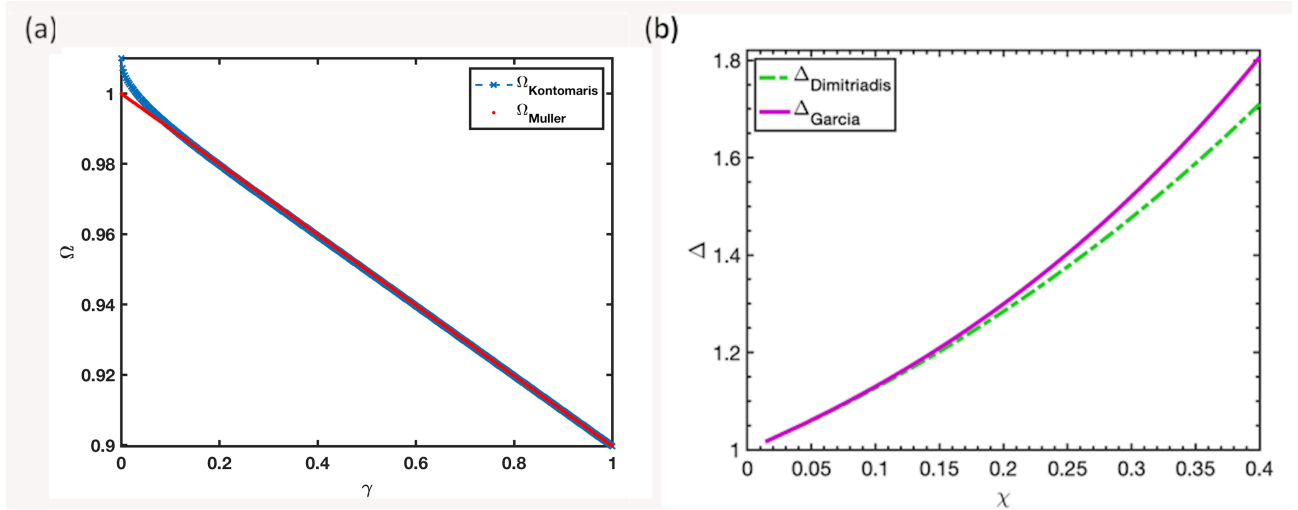 (a)
Ω_Kontomaris
Ω_Muller
1
0.98
0.96
0.94
0.92
0.9
Ω
0 0.2 0.4 0.6 0.8 1
γ
(b)
Δ_Dimitriadis
Δ_Garcia
1.8
1.6
1.4
1.2
1
Δ
0 0.05 0.1 0.15 0.2 0.25 0.3 0.35 0.4
χ